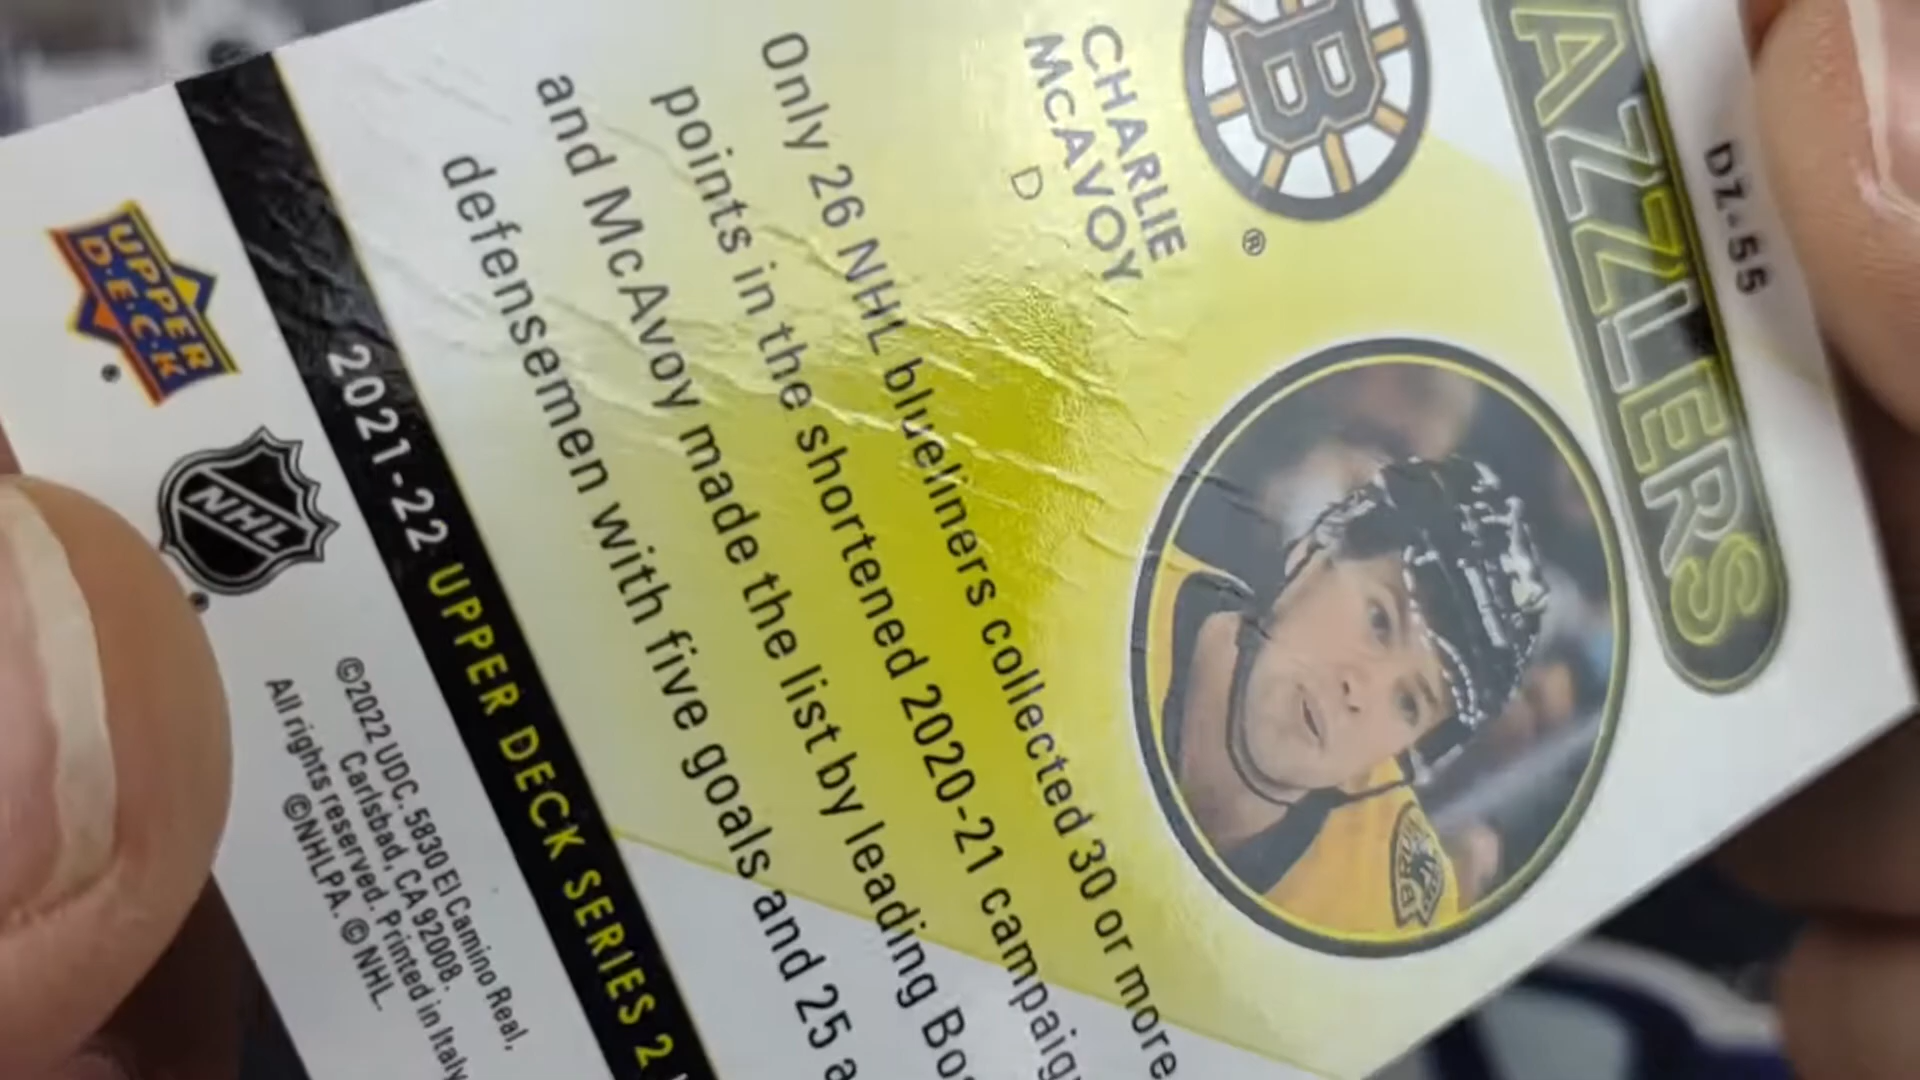 DZ-55
AZZLERS
B
®
CHARLIE
McAVOY
D
Only 26 NHL blueliners collected 30 or more
points in the shortened 2020-21 campaig
and McAvoy made the list by leading Bos
defensemen with five goals and 25 a
2021-22 UPPER DECK SERIES 2
UPPER
D.E.C.K
NHL
©2022 UDC. 5830 El Camino Real,
Carlsbad, CA 92008.
All rights reserved. Printed in Italy
©NHLPA. © NHL.